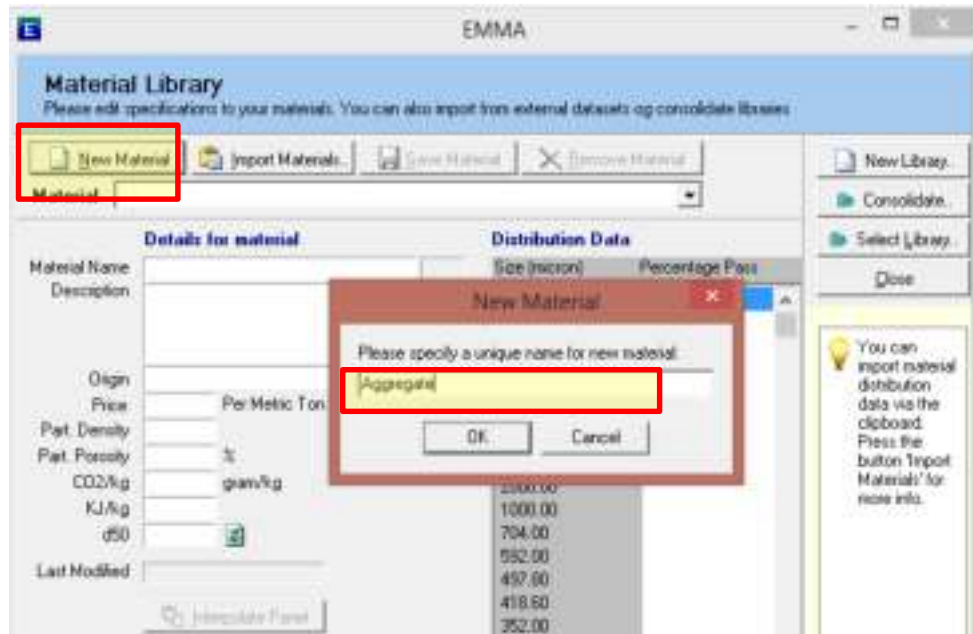 EMMA
Material Library
Please edit specifications to your materials. You can also import from external datasets og consolidate libraries
New Material
Import Materials..
Save Material
Remove Material
Material
New Library..
Consolidate..
Select Library..
Close
Details for material
Distribution Data
Material Name
Size (micron) Percentage Pass
Description
New Material
Please specify a unique name for new material:
Aggregate
OK Cancel
Origin
Price Per Metric Ton
Part. Density
Part. Porosity %
CO2/kg gram/kg
KJ/kg
d50
Last Modified
Interpolate Panel
1000.00
704.00
592.00
497.80
418.60
352.00
You can
import material
distribution
data via the
clipboard.
Press the
button 'Import
Materials' for
more info.